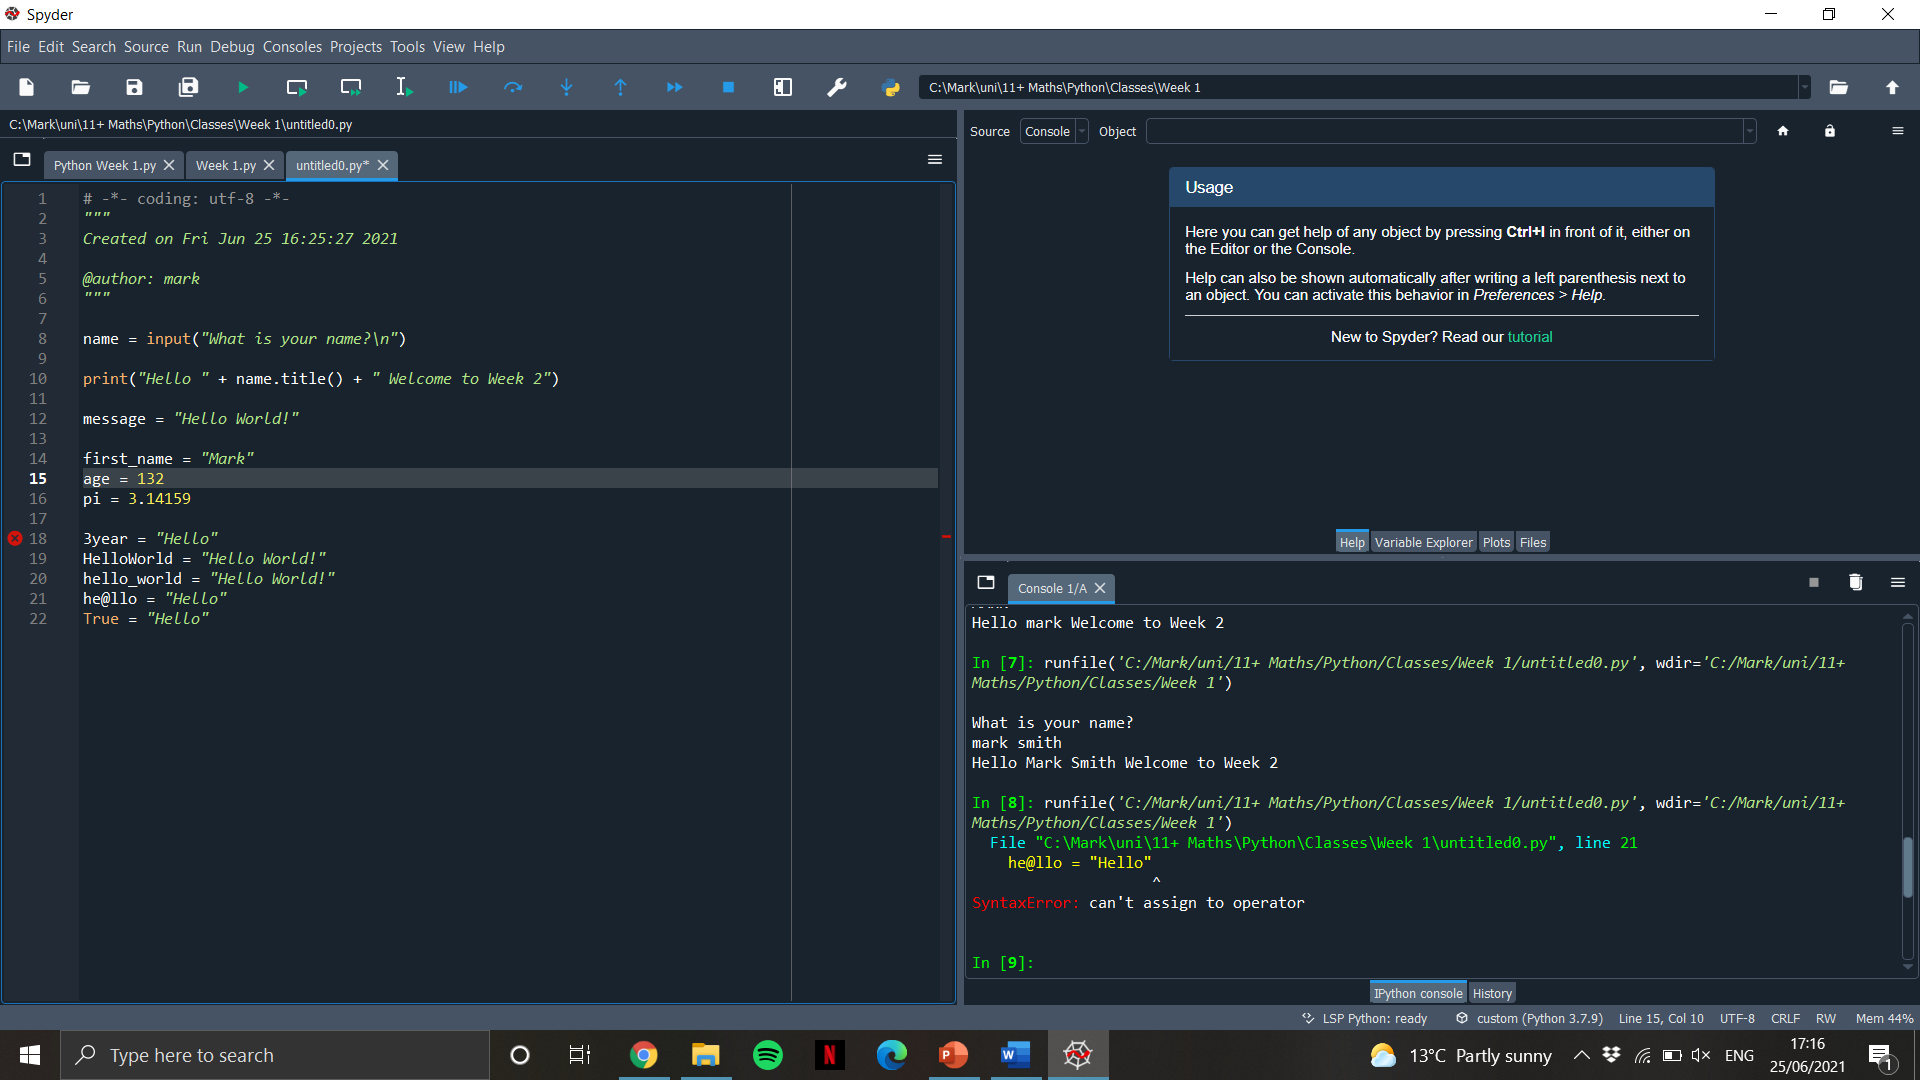 Spyder
File Edit Search Source Run Debug Consoles Projects Tools View Help
C:\Mark\uni\11+ Maths\Python\Classes\Week 1
C:\Mark\uni\11+ Maths\Python\Classes\Week 1\untitled0.py
Python Week 1.py Week 1.py untitled0.py*
1 # -*- coding: utf-8 -*-
2 """
3 Created on Fri Jun 25 16:25:27 2021
4
5 @author: mark
6 """
7
8 name = input("What is your name?\n")
9
10 print("Hello " + name.title() + " Welcome to Week 2")
11
12 message = "Hello World!"
13
14 first_name = "Mark"
15 age = 132
16 pi = 3.14159
17
18 3year = "Hello"
19 HelloWorld = "Hello World!"
20 hello_world = "Hello World!"
21 he@llo = "Hello"
22 True = "Hello"
Source Console Object
Usage
Here you can get help of any object by pressing Ctrl+I in front of it, either on
the Editor or the Console.
Help can also be shown automatically after writing a left parenthesis next to
an object. You can activate this behavior in Preferences > Help.
New to Spyder? Read our tutorial
Help Variable Explorer Plots Files
Console 1/A
Hello mark Welcome to Week 2
In [7]: runfile('C:/Mark/uni/11+ Maths/Python/Classes/Week 1/untitled0.py', wdir='C:/Mark/uni/11+
Maths/Python/Classes/Week 1')
What is your name?
mark smith
Hello Mark Smith Welcome to Week 2
In [8]: runfile('C:/Mark/uni/11+ Maths/Python/Classes/Week 1/untitled0.py', wdir='C:/Mark/uni/11+
Maths/Python/Classes/Week 1')
File "C:\Mark\uni\11+ Maths\Python\Classes\Week 1\untitled0.py", line 21
he@llo = "Hello"
^
SyntaxError: can't assign to operator
In [9]:
IPython console History
LSP Python: ready custom (Python 3.7.9) Line 15, Col 10 UTF-8 CRLF RW Mem 44%
Type here to search
N
P
W
13°C Partly sunny
ENG
17:16
25/06/2021
1